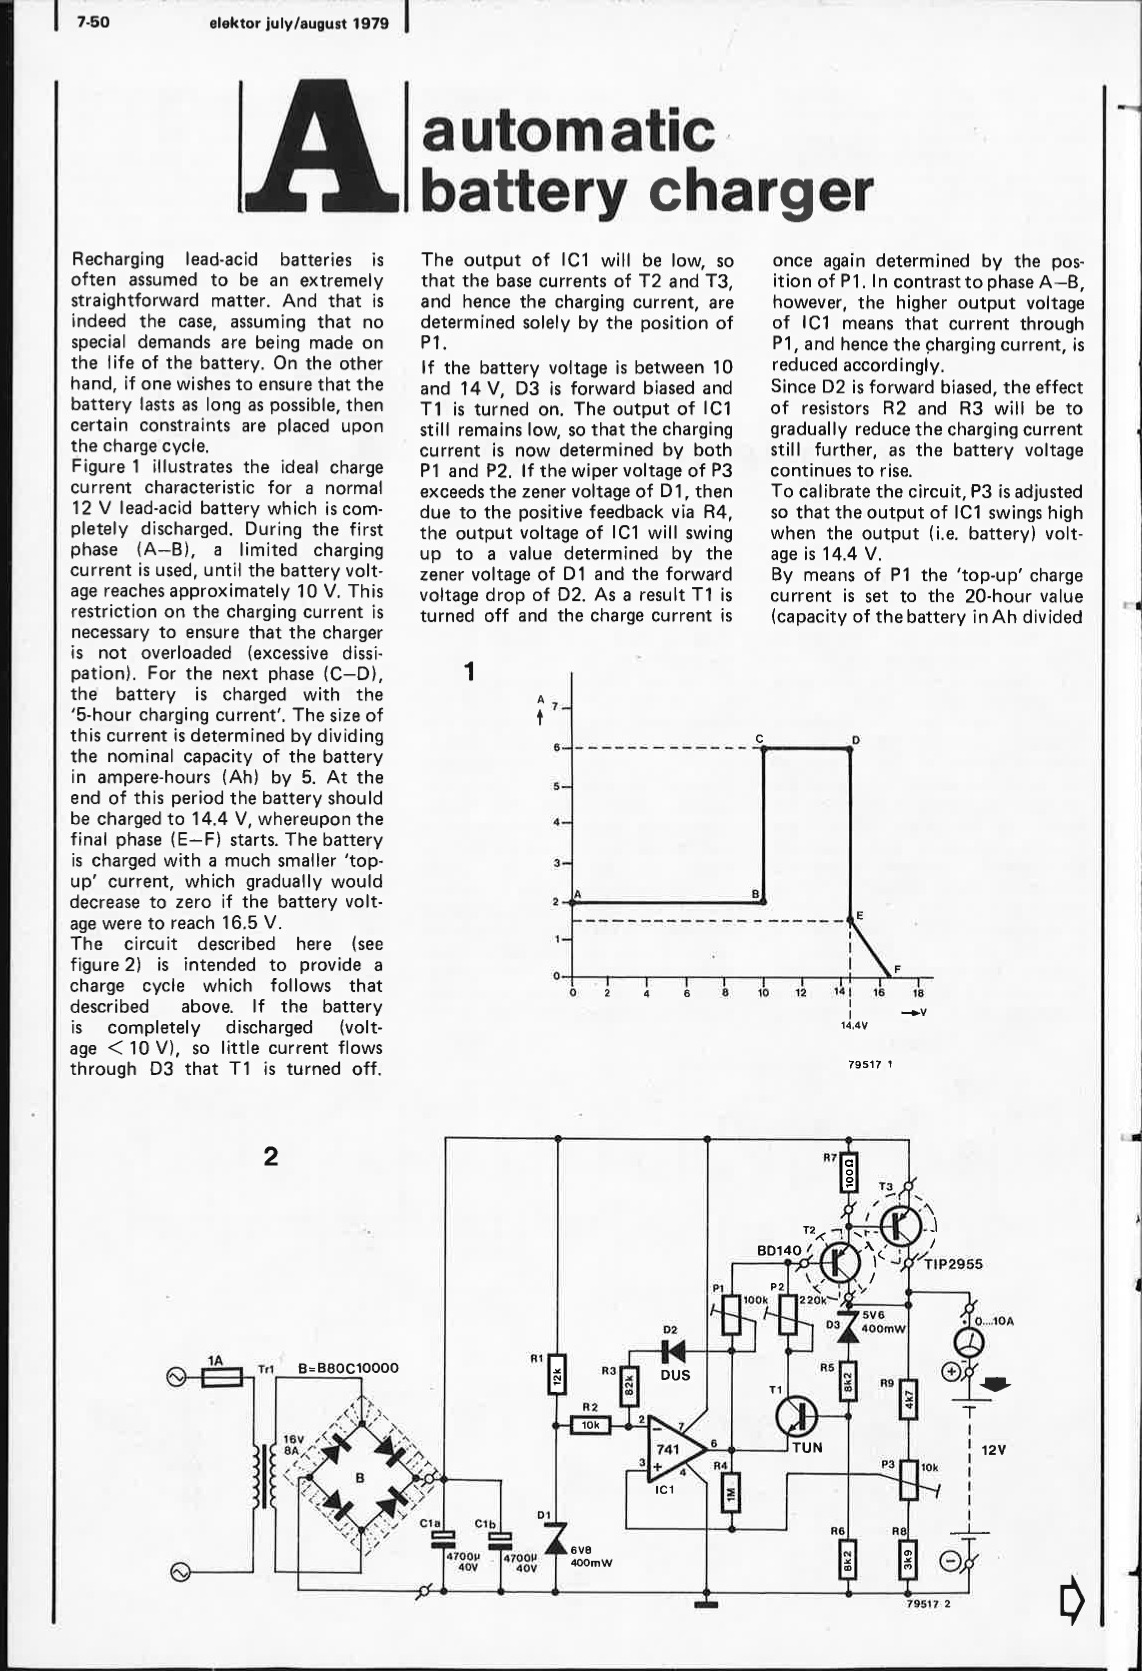 7-50
elektor july/august 1979
A
automatic
battery charger
Recharging lead-acid batteries is
often assumed to be an extremely
straightforward matter. And that is
indeed the case, assuming that no
special demands are being made on
the life of the battery. On the other
hand, if one wishes to ensure that the
battery lasts as long as possible, then
certain constraints are placed upon
the charge cycle.
Figure 1 illustrates the ideal charge
current characteristic for a normal
12 V lead-acid battery which is com-
pletely discharged. During the first
phase (A–B), a limited charging
current is used, until the battery volt-
age reaches approximately 10 V. This
restriction on the charging current is
necessary to ensure that the charger
is not overloaded (excessive dissi-
pation). For the next phase (C–D),
the battery is charged with the
‘5-hour charging current’. The size of
this current is determined by dividing
the nominal capacity of the battery
in ampere-hours (Ah) by 5. At the
end of this period the battery should
be charged to 14.4 V, whereupon the
final phase (E–F) starts. The battery
is charged with a much smaller ‘top-
up’ current, which gradually would
decrease to zero if the battery volt-
age were to reach 16.5 V.
The circuit described here (see
figure 2) is intended to provide a
charge cycle which follows that
described above. If the battery
is completely discharged (volt-
age < 10 V), so little current flows
through D3 that T1 is turned off.
The output of IC1 will be low, so
that the base currents of T2 and T3,
and hence the charging current, are
determined solely by the position of
P1.
If the battery voltage is between 10
and 14 V, D3 is forward biased and
T1 is turned on. The output of IC1
still remains low, so that the charging
current is now determined by both
P1 and P2. If the wiper voltage of P3
exceeds the zener voltage of D1, then
due to the positive feedback via R4,
the output voltage of IC1 will swing
up to a value determined by the
zener voltage of D1 and the forward
voltage drop of D2. As a result T1 is
turned off and the charge current is
once again determined by the pos-
ition of P1. In contrast to phase A–B,
however, the higher output voltage
of IC1 means that current through
P1, and hence the charging current, is
reduced accordingly.
Since D2 is forward biased, the effect
of resistors R2 and R3 will be to
gradually reduce the charging current
still further, as the battery voltage
continues to rise.
To calibrate the circuit, P3 is adjusted
so that the output of IC1 swings high
when the output (i.e. battery) volt-
age is 14.4 V.
By means of P1 the ‘top-up’ charge
current is set to the 20-hour value
(capacity of the battery in Ah divided
1
A
7
6
5
4
3
2
1
0
A
B
C
D
E
F
0 2 4 6 8 10 12 14 16 18
V
14,4V
79517 1
2
R7
100Ω
T3
T2
BD140
TIP2955
P1
100k
P2
220k
D3
5V6
400mW
0....10A
D2
DUS
R1
12k
R3
82k
R5
8k2
R9
4k7
1A
Tr1
B=B80C10000
16V
8A
B
R2
10k
T1
TUN
2
3
7
6
4
741
IC1
R4
1M
P3
10k
12V
C1a
4700µ
40V
C1b
4700µ
40V
D1
6V8
400mW
R6
8k2
R8
3k9
79517 2